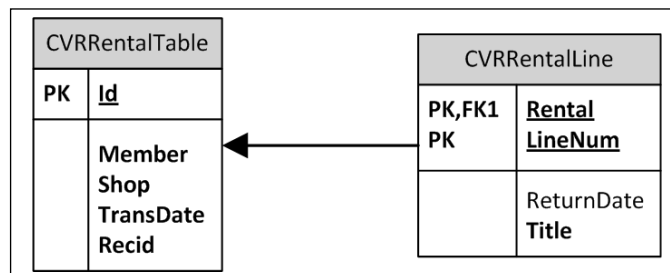 CVRRentalTable
PK Id
Member
Shop
TransDate
Recid
CVRRentalLine
PK,FK1 Rental
PK LineNum
ReturnDate
Title